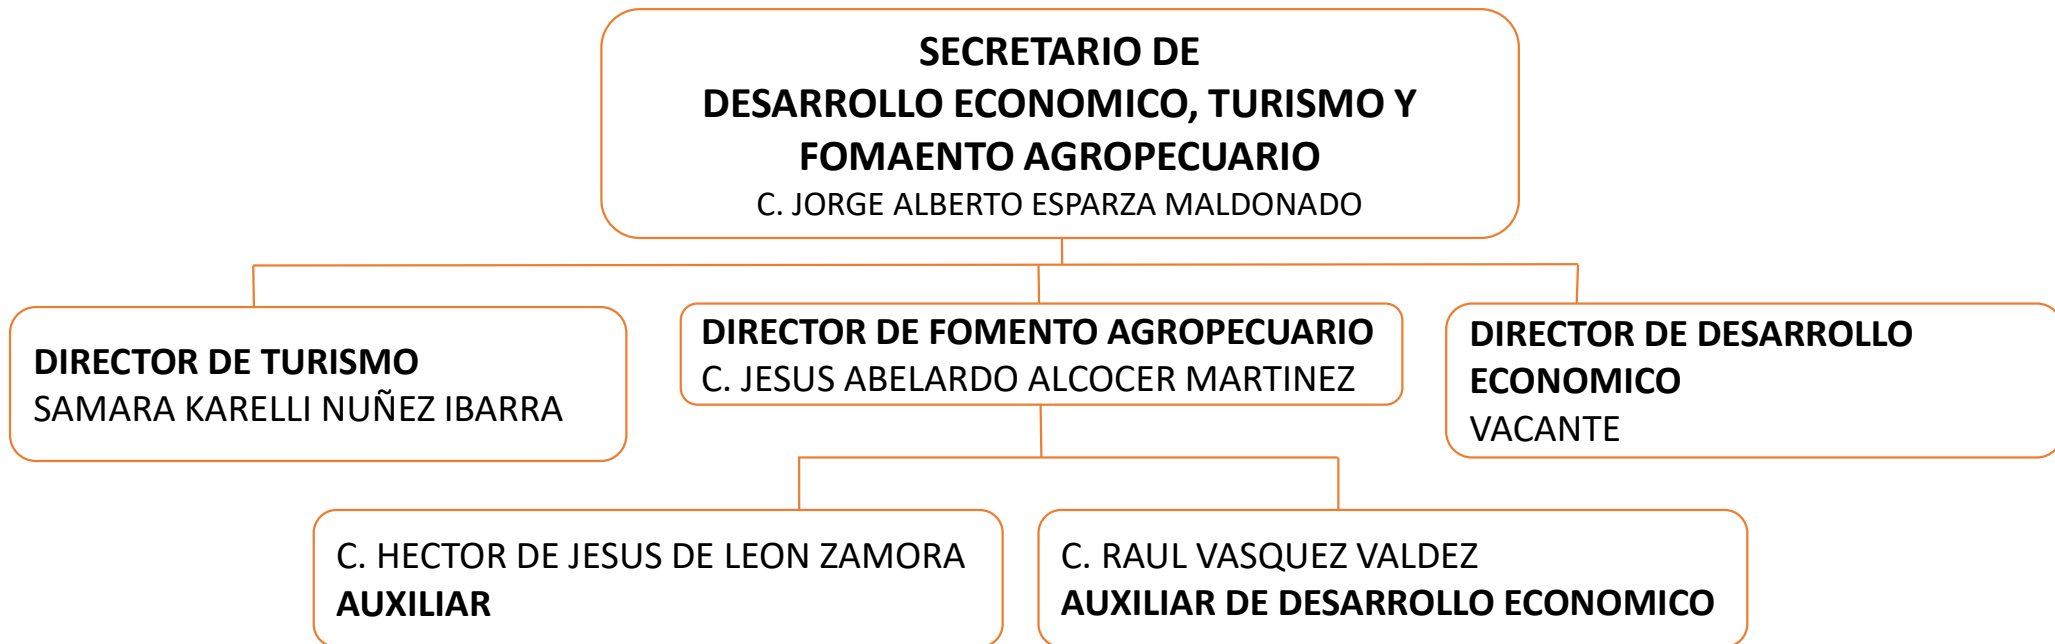 SECRETARIO DE
DESARROLLO ECONOMICO, TURISMO Y
FOMAENTO AGROPECUARIO
C. JORGE ALBERTO ESPARZA MALDONADO
DIRECTOR DE TURISMO
SAMARA KARELLI NUÑEZ IBARRA
DIRECTOR DE FOMENTO AGROPECUARIO
C. JESUS ABELARDO ALCOCER MARTINEZ
DIRECTOR DE DESARROLLO
ECONOMICO
VACANTE
C. HECTOR DE JESUS DE LEON ZAMORA
AUXILIAR
C. RAUL VASQUEZ VALDEZ
AUXILIAR DE DESARROLLO ECONOMICO